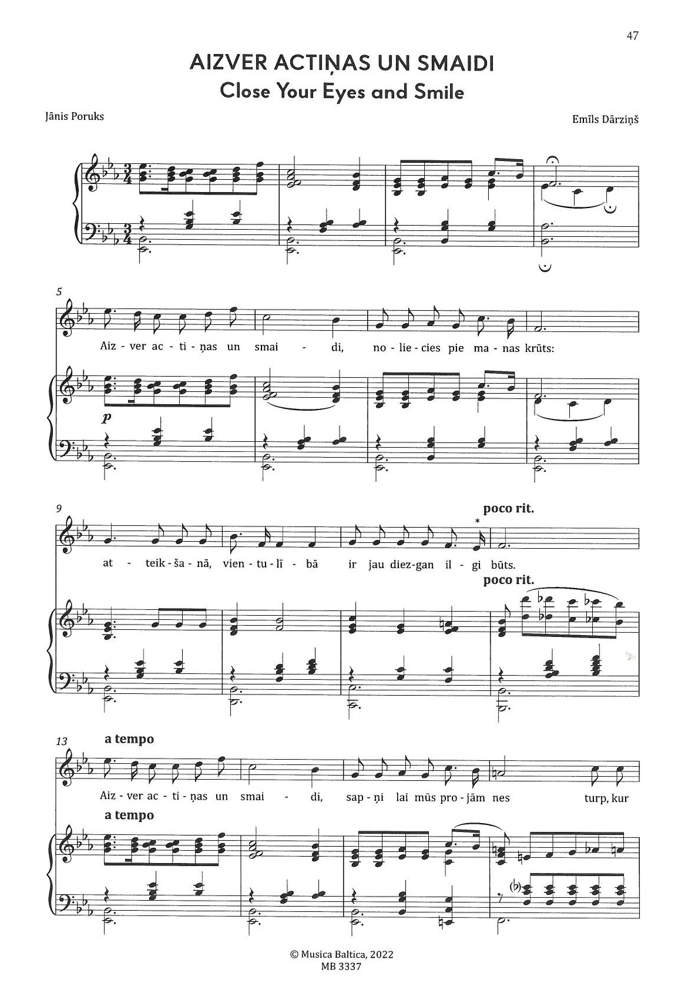 47
AIZVER ACTIŅAS UN SMAIDI
Close Your Eyes and Smile
Jānis Poruks
Emīls Dārziņš
5
Aiz - ver ac - ti - ņas un smai - di, no - lie - cies pie ma - nas krūts:
p
9
poco rit.
*
at - teik - ša - nā, vien - tu - lī - bā ir jau diez-gan il - gi būts.
poco rit.
13
a tempo
Aiz - ver ac - ti - ņas un smai - di, sap - ņi lai mūs pro - jām nes turp, kur
a tempo
© Musica Baltica, 2022
MB 3337